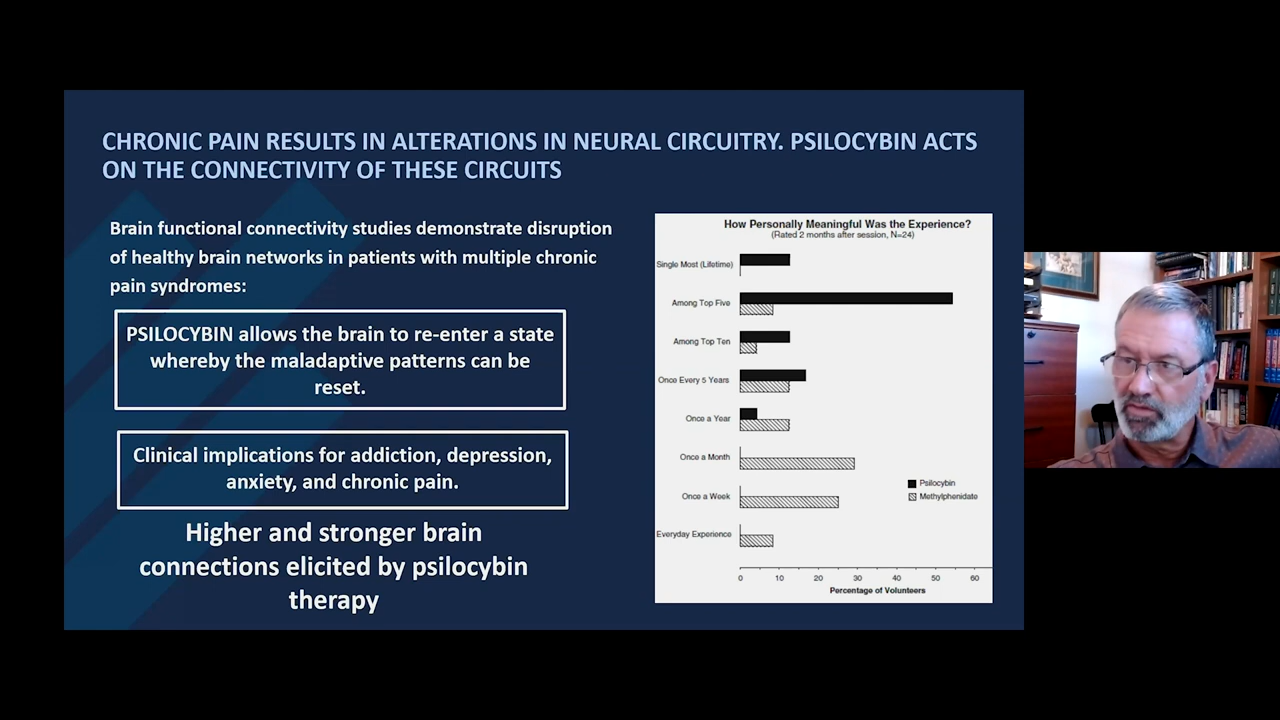 CHRONIC PAIN RESULTS IN ALTERATIONS IN NEURAL CIRCUITRY. PSILOCYBIN ACTS
ON THE CONNECTIVITY OF THESE CIRCUITS
Brain functional connectivity studies demonstrate disruption
of healthy brain networks in patients with multiple chronic
pain syndromes:
PSILOCYBIN allows the brain to re-enter a state
whereby the maladaptive patterns can be
reset.
Clinical implications for addiction, depression,
anxiety, and chronic pain.
Higher and stronger brain
connections elicited by psilocybin
therapy
How Personally Meaningful Was the Experience?
(Rated 2 months after session, N=24)
Single Most (Lifetime)
Among Top Five
Among Top Ten
Once Every 5 Years
Once a Year
Once a Month
Once a Week
Everyday Experience
Psilocybin
Methylphenidate
0 10 20 30 40 50 60
Percentage of Volunteers